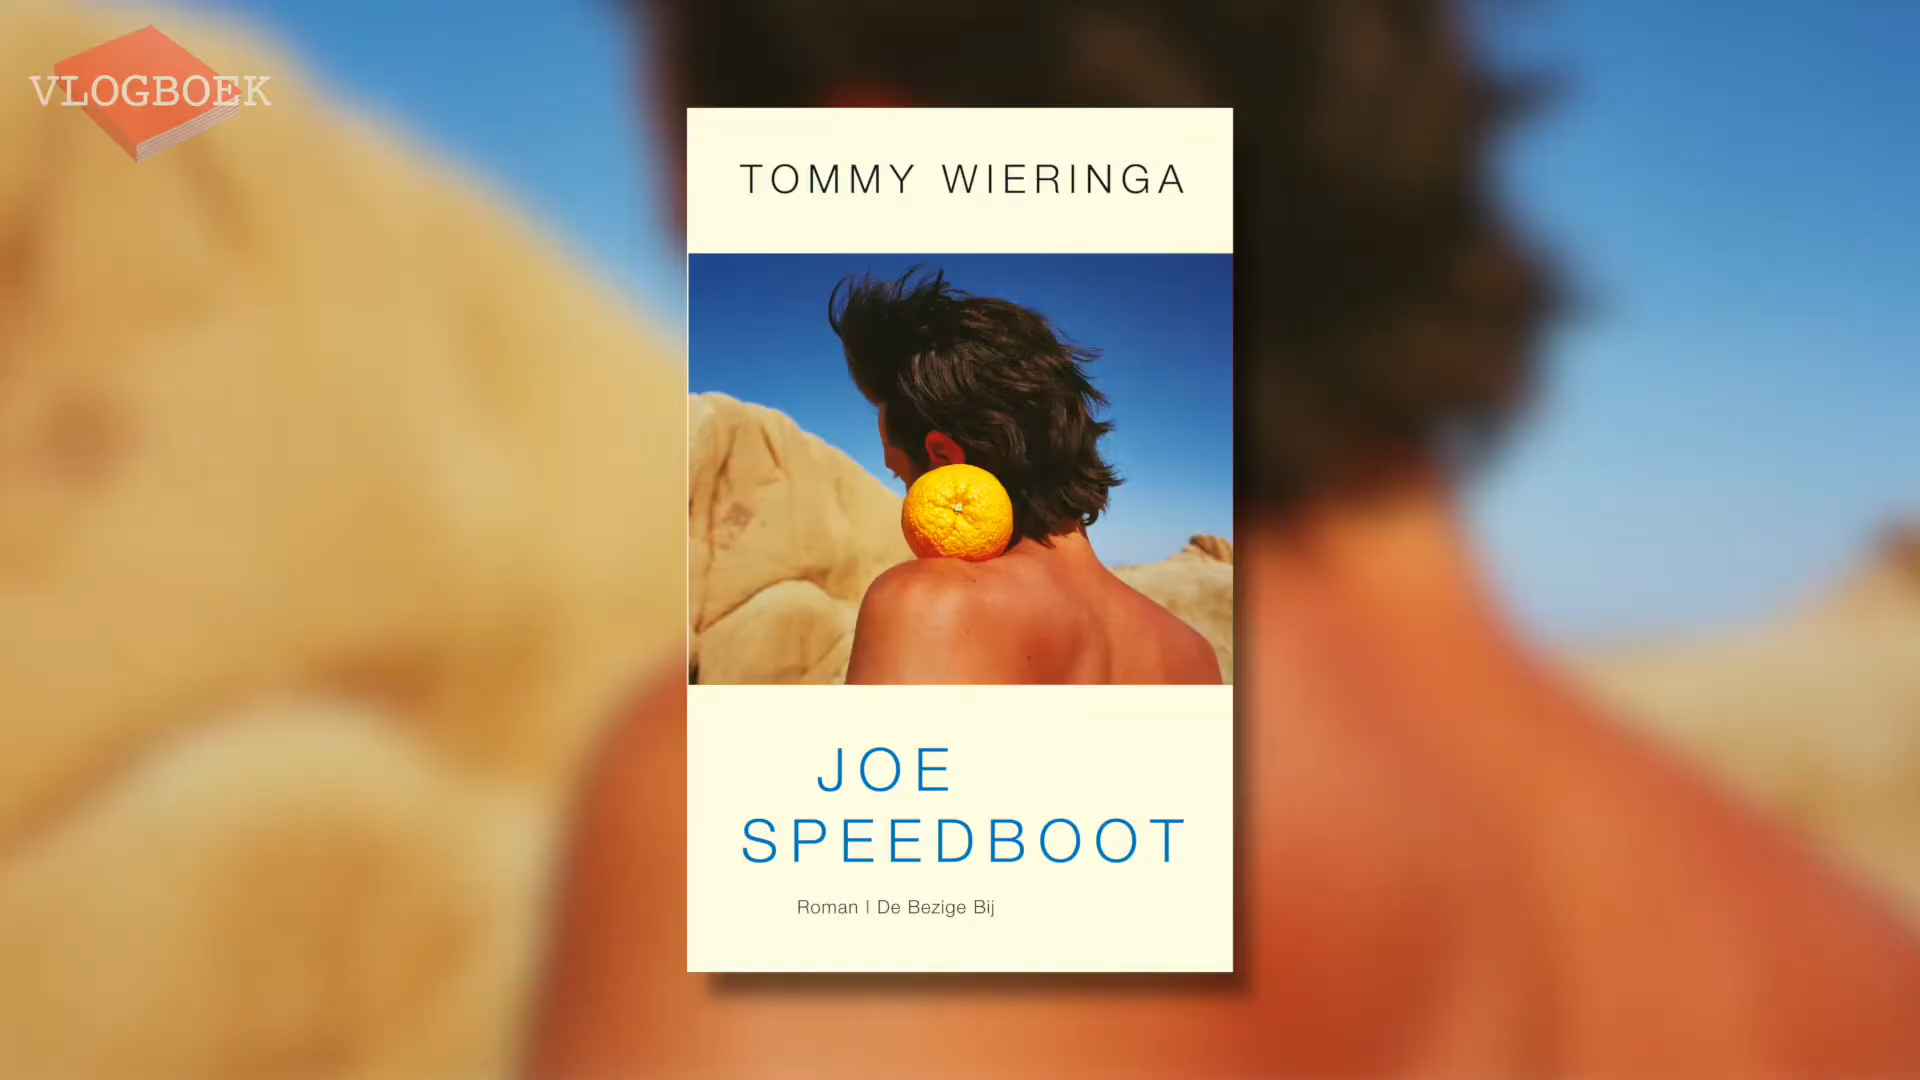 VLOGBOEK
TOMMY WIERINGA
JOE
SPEEDBOOT
Roman | De Bezige Bij